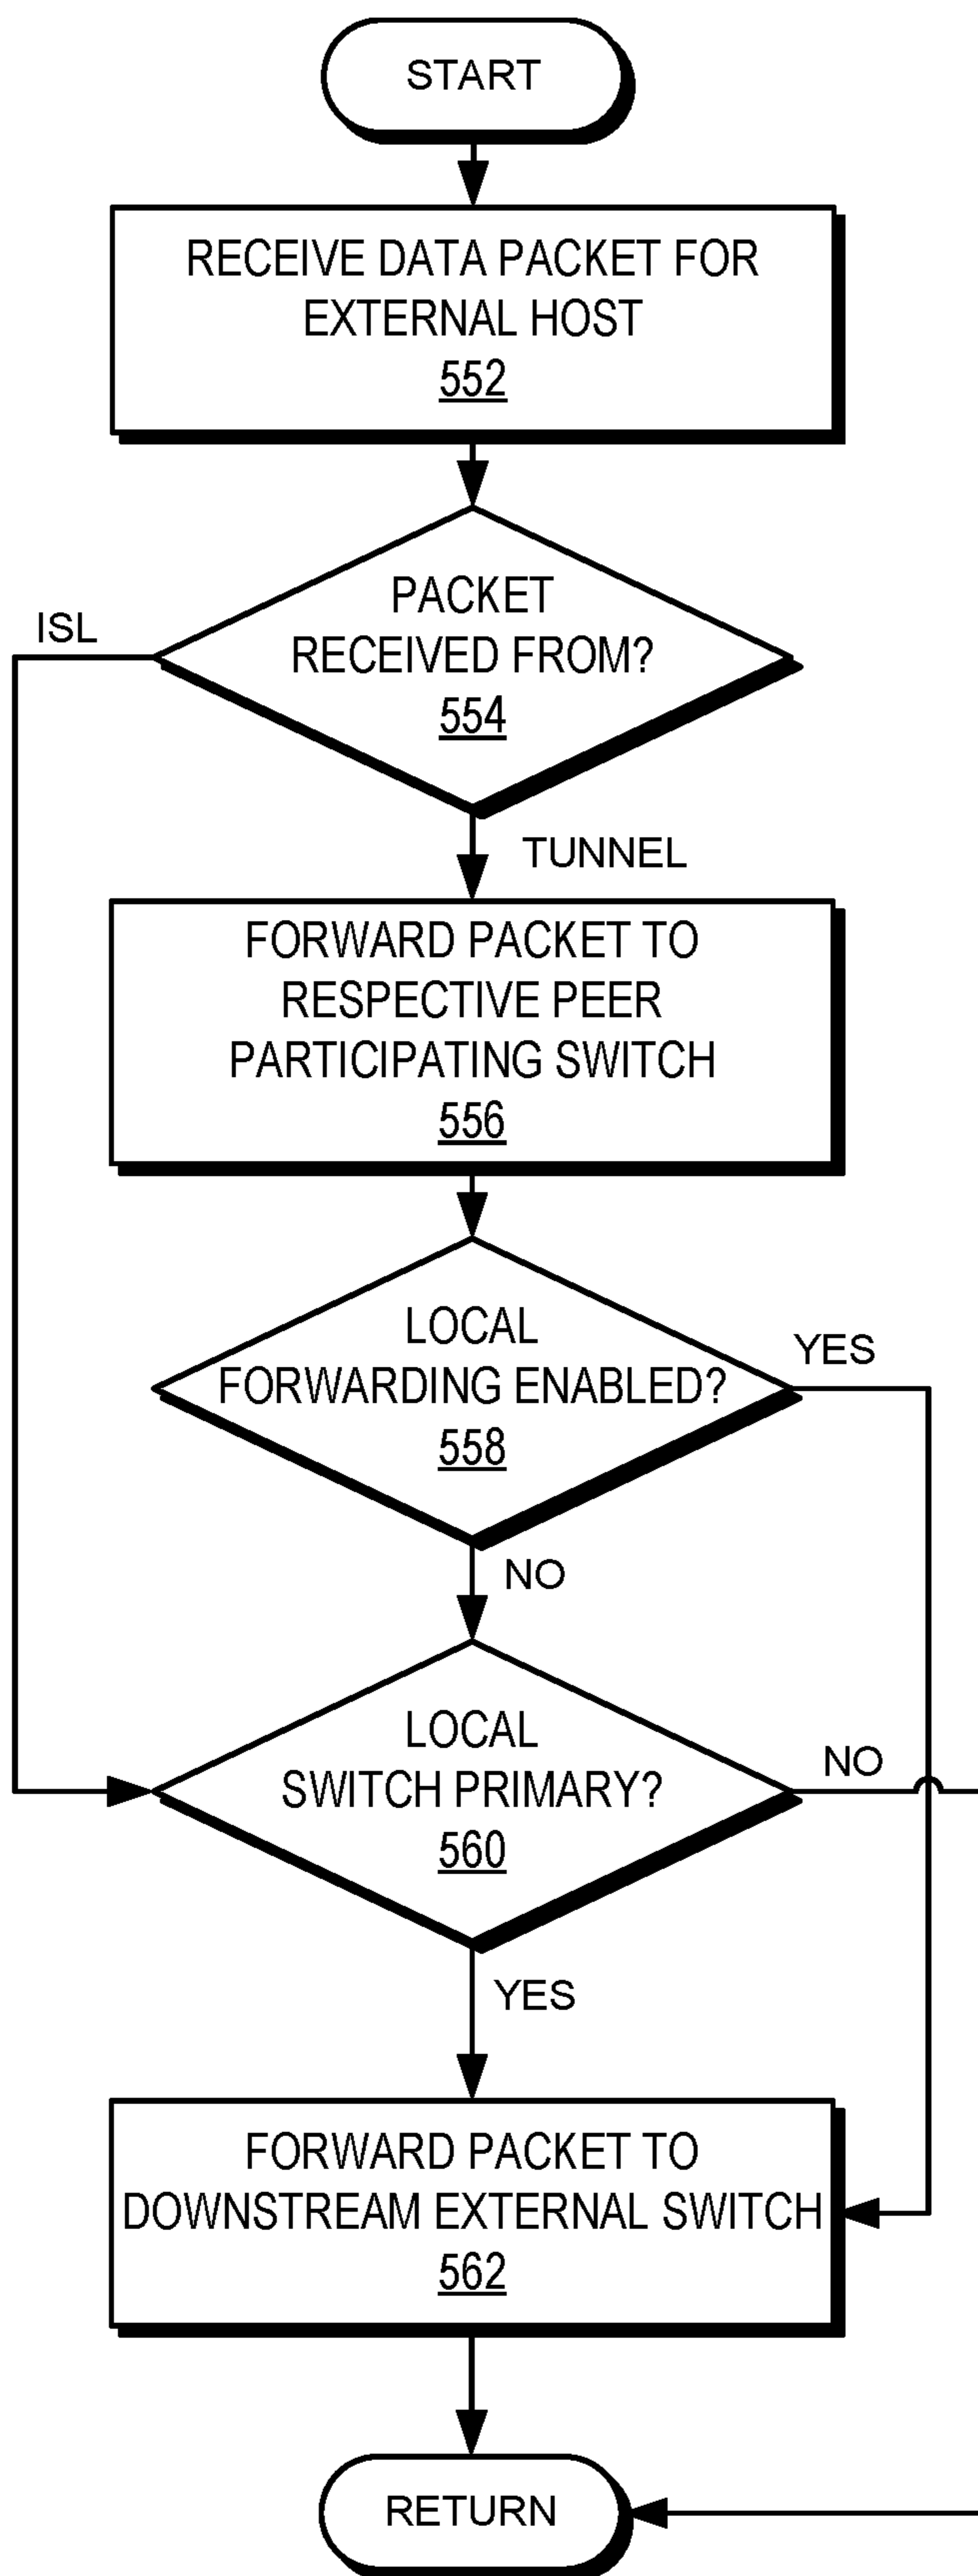 START
RECEIVE DATA PACKET FOR
EXTERNAL HOST
552
PACKET
RECEIVED FROM?
554
ISL
TUNNEL
FORWARD PACKET TO
RESPECTIVE PEER
PARTICIPATING SWITCH
556
LOCAL
FORWARDING ENABLED?
558
YES
NO
LOCAL
SWITCH PRIMARY?
560
NO
YES
FORWARD PACKET TO
DOWNSTREAM EXTERNAL SWITCH
562
RETURN